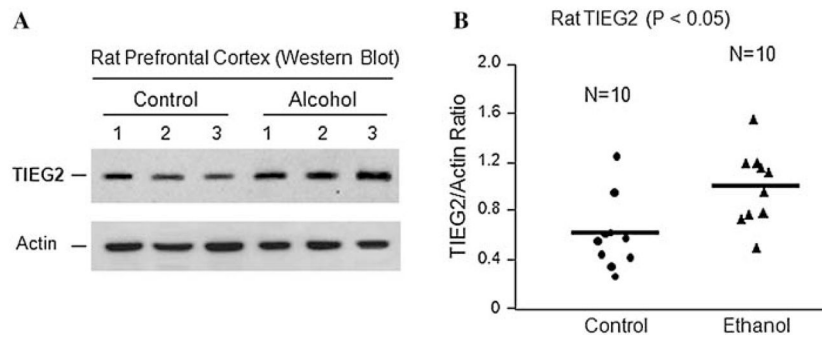 A
Rat Prefrontal Cortex (Western Blot)
Control Alcohol
1 2 3 1 2 3
TIEG2
Actin
B
Rat TIEG2 (P < 0.05)
N=10
N=10
2.0
1.6
1.2
0.8
0.4
0
TIEG2/Actin Ratio
Control Ethanol